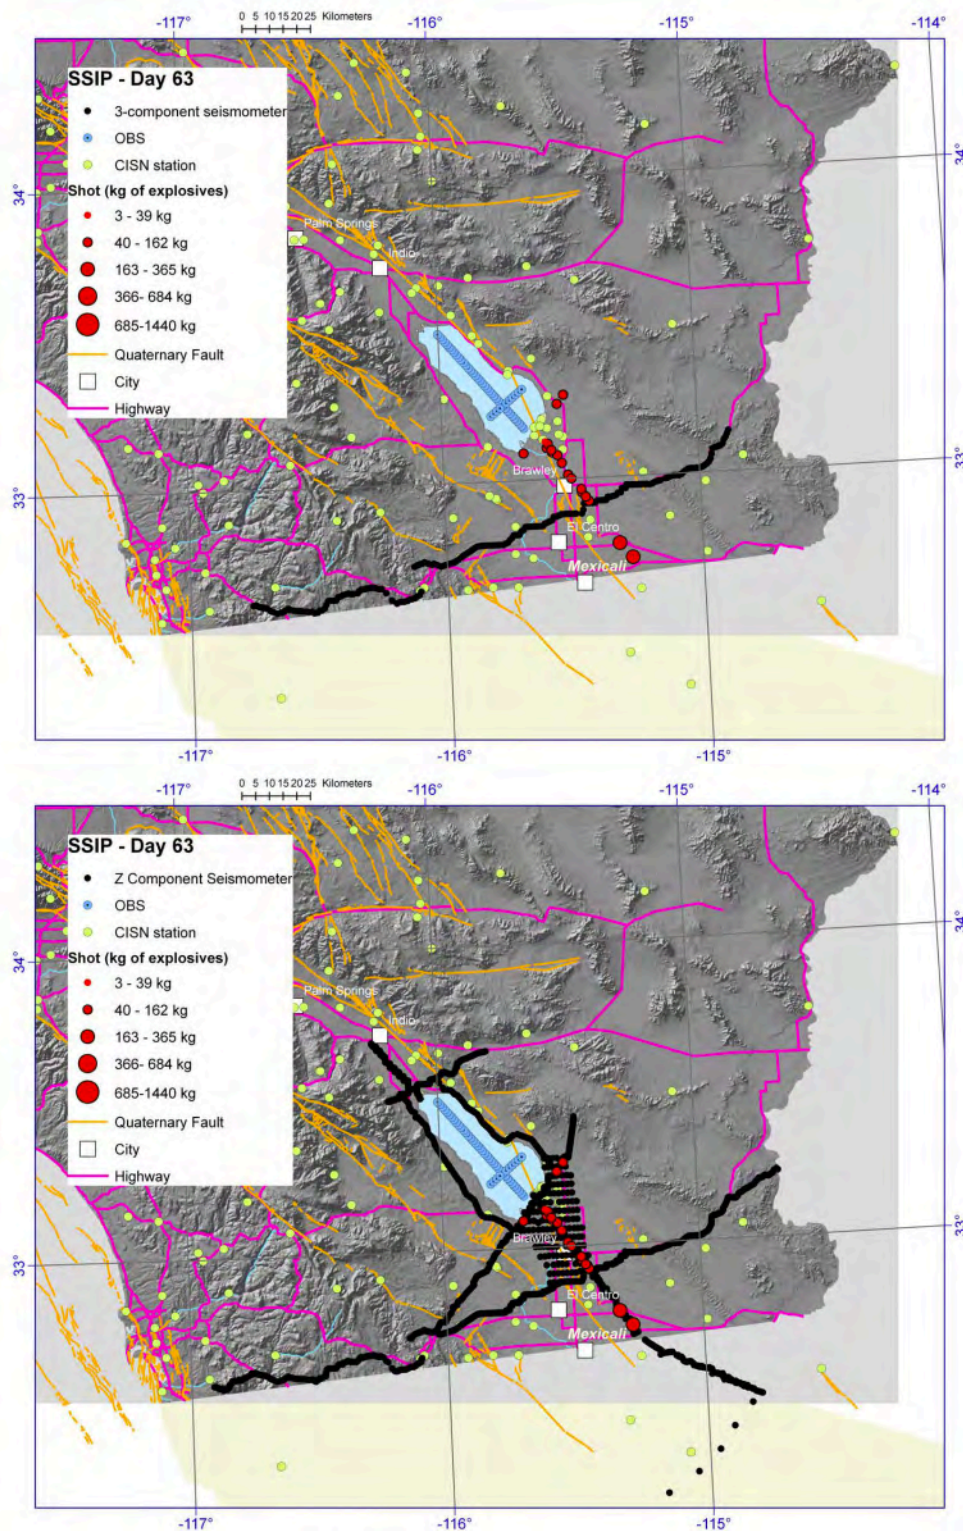 0 5 10 15 20 25 Kilometers
-117° -116° -115° -114°
SSIP - Day 63
3-component seismometer
OBS
CISN station
Shot (kg of explosives)
3 - 39 kg
40 - 162 kg
163 - 365 kg
366- 684 kg
685-1440 kg
Quaternary Fault
City
Highway
34°
34°
Palm Springs
Indio
33°
33°
Brawley
El Centro
Mexicali
-117° -116° -115°
0 5 10 15 20 25 Kilometers
-117° -116° -115° -114°
SSIP - Day 63
Z Component Seismometer
OBS
CISN station
Shot (kg of explosives)
3 - 39 kg
40 - 162 kg
163 - 365 kg
366- 684 kg
685-1440 kg
Quaternary Fault
City
Highway
34°
34°
Palm Springs
Indio
33°
33°
Brawley
El Centro
Mexicali
-117° -116° -115°